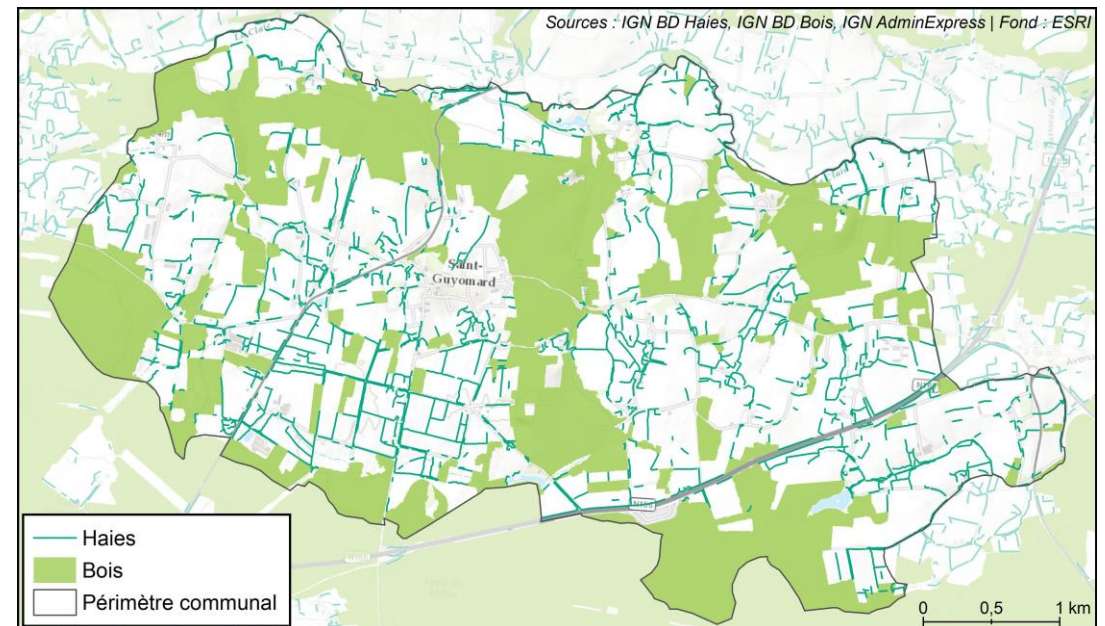 Sources : IGN BD Haies, IGN BD Bois, IGN AdminExpress | Fond : ESRI
Saint-
Guyomard
N166
N166
Haies
Bois
Périmètre communal
0 0,5 1 km